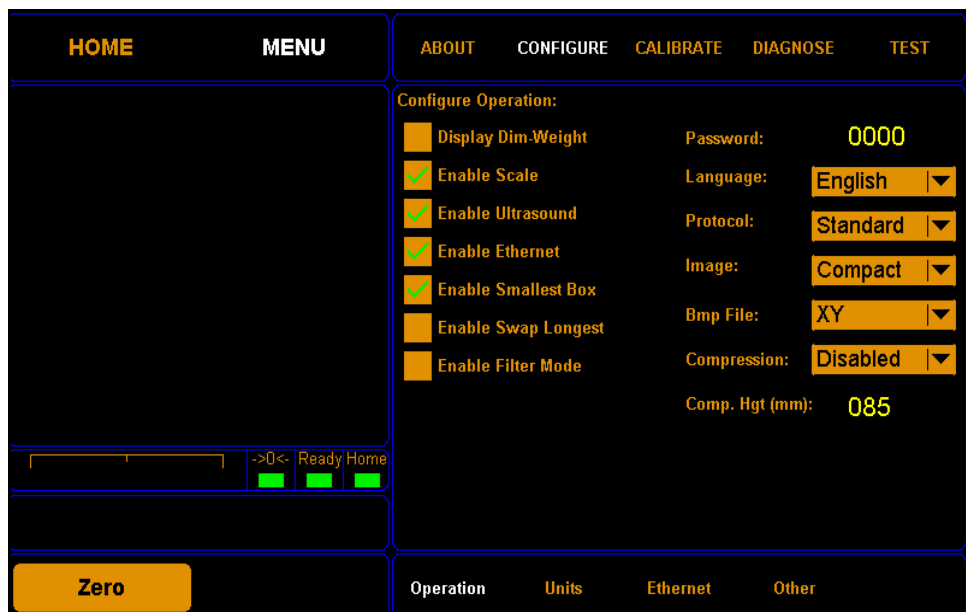 HOME MENU
ABOUT CONFIGURE CALIBRATE DIAGNOSE TEST
Configure Operation:
Display Dim-Weight
Enable Scale
Enable Ultrasound
Enable Ethernet
Enable Smallest Box
Enable Swap Longest
Enable Filter Mode
Password: 0000
Language: English
Protocol: Standard
Image: Compact
Bmp File: XY
Compression: Disabled
Comp. Hgt (mm): 085
->0<- Ready Home
Zero
Operation Units Ethernet Other